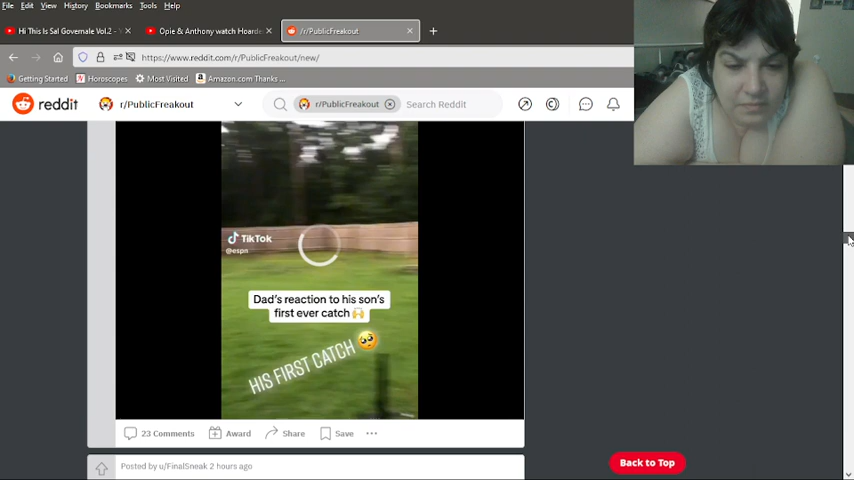 File Edit View History Bookmarks Tools Help
Hi This Is Sal Governale Vol.2 - Y
Opie & Anthony watch Hoarde
/r/PublicFreakout
https://www.reddit.com/r/PublicFreakout/new/
Getting Started Horoscopes Most Visited Amazon.com Thanks ...
reddit r/PublicFreakout r/PublicFreakout Search Reddit
TikTok
@espn
Dad's reaction to his son's
first ever catch 🙌
HIS FIRST CATCH 🥹
23 Comments Award Share Save
Posted by u/FinalSneak 2 hours ago
Back to Top